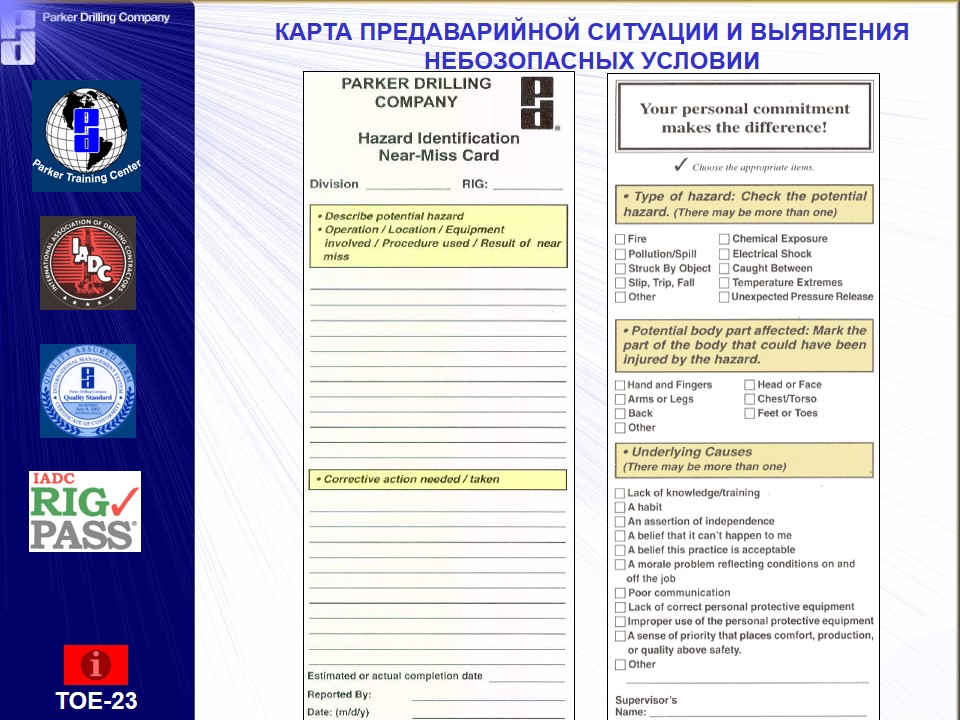 Parker Drilling Company
КАРТА ПРЕДАВАРИЙНОЙ СИТУАЦИИ И ВЫЯВЛЕНИЯ
НЕБОЗОПАСНЫХ УСЛОВИИ
Parker Training Center
INTERNATIONAL ASSOCIATION OF DRILLING CONTRACTORS
IADC
QUALITY ASSURED FIRM
INTERNATIONAL MANAGEMENT SYSTEM
Parker Drilling Company
Quality Standard
CERTIFICATE OF CONFORMITY
IADC
RIG
PASS®
TOE-23
PARKER DRILLING
COMPANY
Hazard Identification
Near-Miss Card
Division ____________ RIG: __________
• Describe potential hazard
• Operation / Location / Equipment
involved / Procedure used / Result of near
miss
• Corrective action needed / taken
Estimated or actual completion date ____________
Reported By: ____________
Date: (m/d/y) ____________
Your personal commitment
makes the difference!
✓ Choose the appropriate items.
• Type of hazard: Check the potential
hazard. (There may be more than one)
Fire
Chemical Exposure
Pollution/Spill
Electrical Shock
Struck By Object
Caught Between
Slip, Trip, Fall
Temperature Extremes
Other
Unexpected Pressure Release
• Potential body part affected: Mark the
part of the body that could have been
injured by the hazard.
Hand and Fingers
Head or Face
Arms or Legs
Chest/Torso
Back
Feet or Toes
Other
• Underlying Causes
(There may be more than one)
Lack of knowledge/training
A habit
An assertion of independence
A belief that it can't happen to me
A belief this practice is acceptable
A morale problem reflecting conditions on and
off the job
Poor communication
Lack of correct personal protective equipment
Improper use of the personal protective equipment
A sense of priority that places comfort, production,
or quality above safety.
Other
Supervisor's
Name: ____________